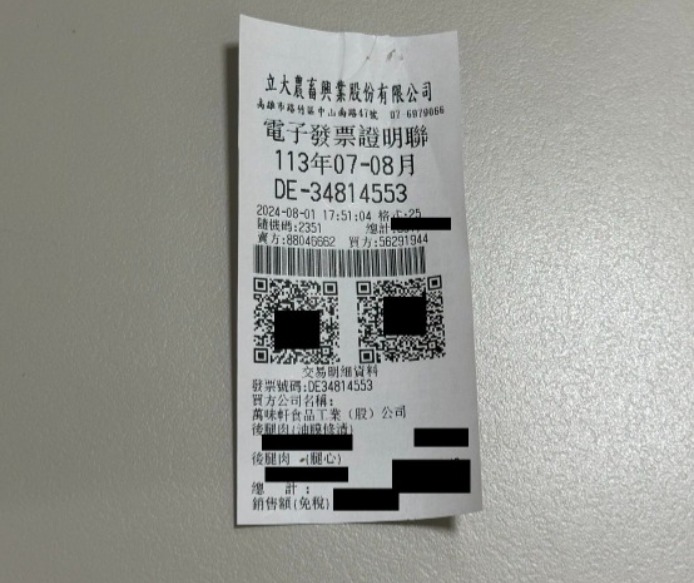 立大農畜興業股份有限公司
高雄市路竹區中山南路47號 07-6979066
電子發票證明聯
113年07-08月
DE-34814553
2024-08-01 17:51:04 格式:25
隨機碼:2351 總計:
賣方:88046662 買方:56291944
交易明細資料
發票號碼:DE34814553
買方公司名稱:
萬味軒食品工業(股)公司
後腿肉(油膜修清)
後腿肉 (腿心)
總 計:
銷售額(免稅)